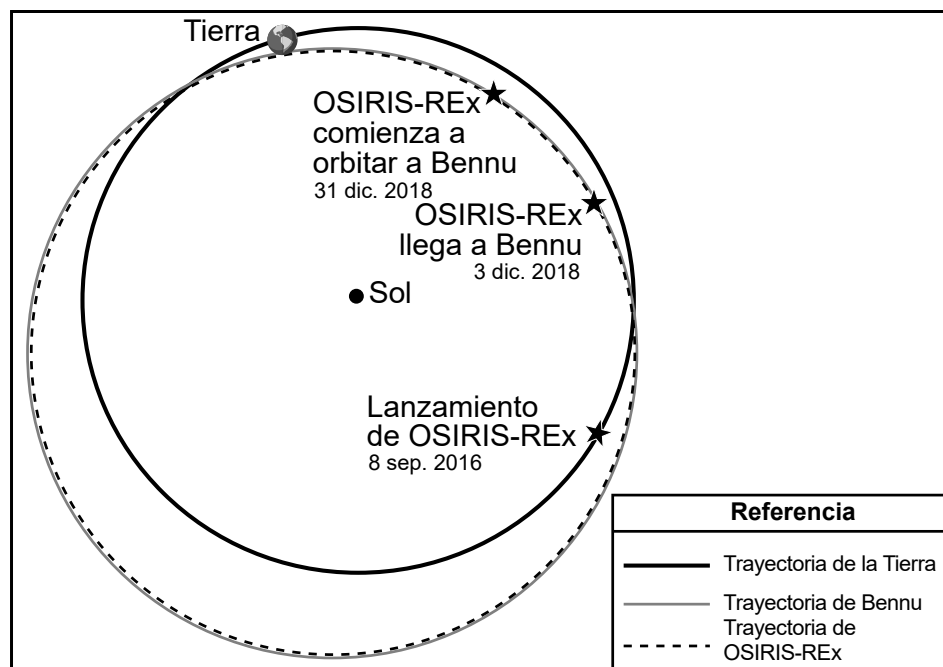 Tierra
OSIRIS-REx
comienza a
orbitar a Bennu
31 dic. 2018
OSIRIS-REx
llega a Bennu
3 dic. 2018
Sol
Lanzamiento
de OSIRIS-REx
8 sep. 2016
Referencia
Trayectoria de la Tierra
Trayectoria de Bennu
Trayectoria de
OSIRIS-REx